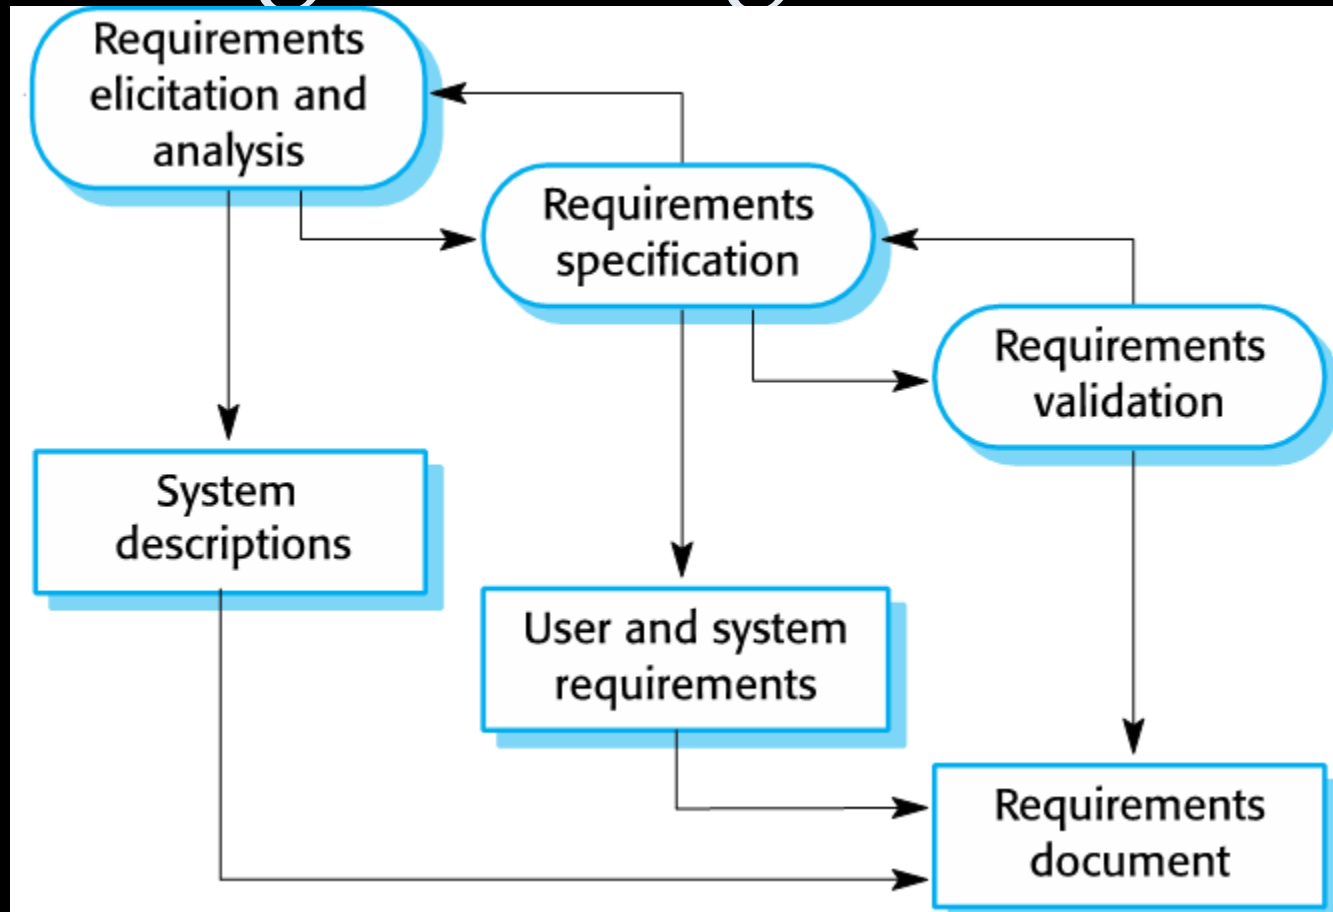 Requirements
elicitation and
analysis
Requirements
specification
Requirements
validation
System
descriptions
User and system
requirements
Requirements
document